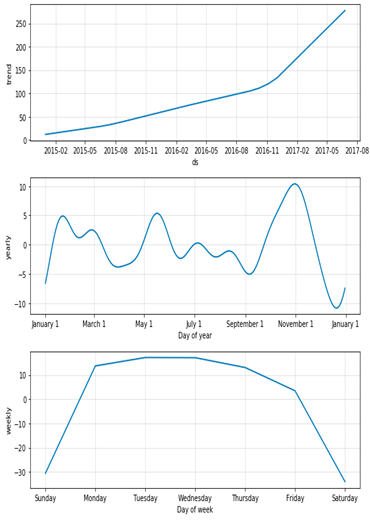 250
200
150
100
50
0
trend
2015-02 2015-05 2015-08 2015-11 2016-02 2016-05 2016-08 2016-11 2017-02 2017-05 2017-08
ds
10
5
0
−5
−10
yearly
January 1 March 1 May 1 July 1 September 1 November 1 January 1
Day of year
10
0
−10
−20
−30
weekly
Sunday Monday Tuesday Wednesday Thursday Friday Saturday
Day of week